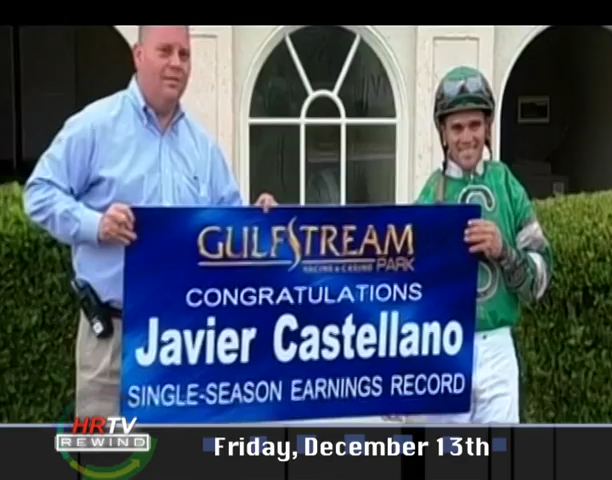 GULFSTREAM
RACING & CASINO PARK
CONGRATULATIONS
Javier Castellano
SINGLE-SEASON EARNINGS RECORD
HRTV
REWIND
Friday, December 13th